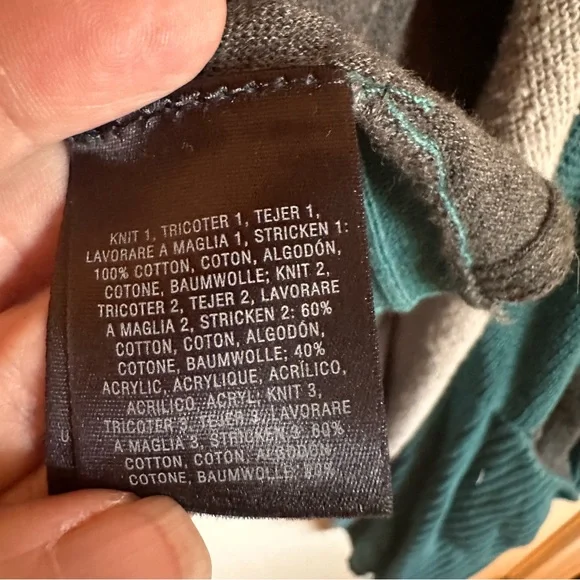 KNIT 1, TRICOTER 1, TEJER 1,
LAVORARE A MAGLIA 1, STRICKEN 1:
100% COTTON, COTON, ALGODÓN,
COTONE, BAUMWOLLE; KNIT 2,
TRICOTER 2, TEJER 2, LAVORARE
A MAGLIA 2, STRICKEN 2: 60%
COTTON, COTON, ALGODÓN,
COTONE, BAUMWOLLE; 40%
ACRYLIC, ACRYLIQUE, ACRÍLICO,
ACRILICO, ACRYL; KNIT 3,
TRICOTER 3, TEJER 3, LAVORARE
A MAGLIA 3, STRICKEN 3: 60%
COTTON, COTON, ALGODÓN
COTONE, BAUMWOLLE;